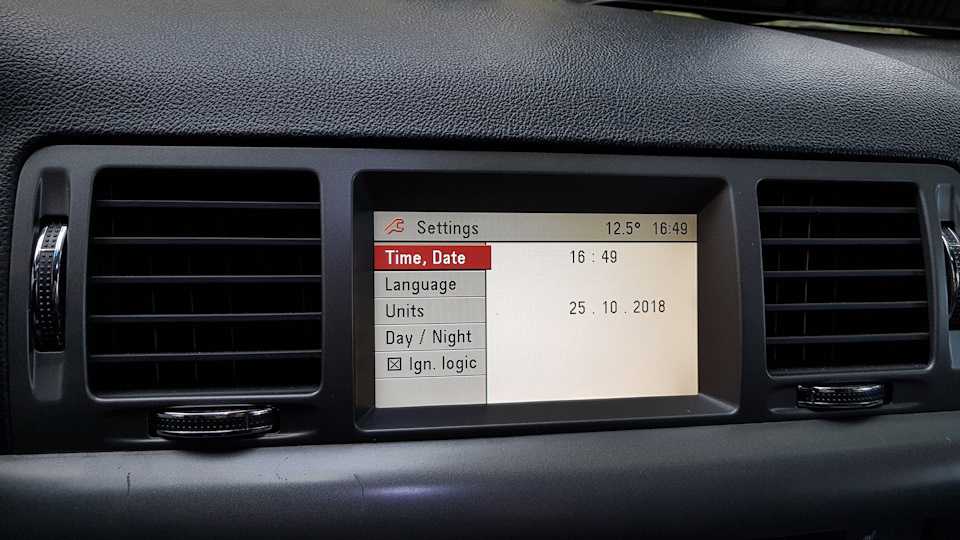 Settings 12.5° 16:49
Time, Date 16 : 49
Language
Units 25 . 10 . 2018
Day / Night
☒ Ign. logic